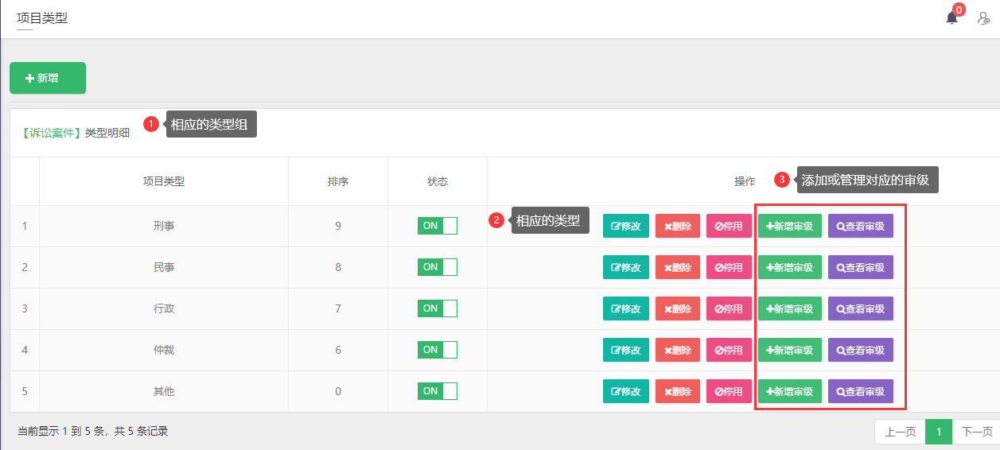 项目类型
0
新增
【诉讼案件】类型明细
1 相应的类型组
项目类型 排序 状态 操作
3 添加或管理对应的审级
2 相应的类型
1 刑事 9 ON 修改 删除 停用 新增审级 查看审级
2 民事 8 ON 修改 删除 停用 新增审级 查看审级
3 行政 7 ON 修改 删除 停用 新增审级 查看审级
4 仲裁 6 ON 修改 删除 停用 新增审级 查看审级
5 其他 0 ON 修改 删除 停用 新增审级 查看审级
当前显示 1 到 5 条，共 5 条记录
上一页 1 下一页